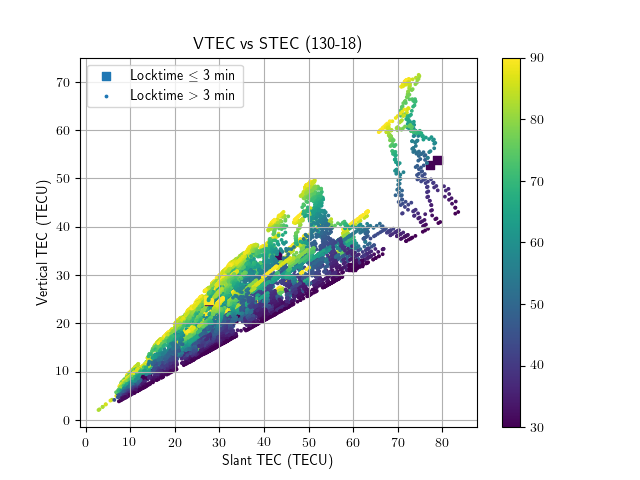 VTEC vs STEC (130-18)
Locktime ≤ 3 min
Locktime > 3 min
Vertical TEC (TECU)
70
60
50
40
30
20
10
0
0 10 20 30 40 50 60 70 80
Slant TEC (TECU)
90
80
70
60
50
40
30